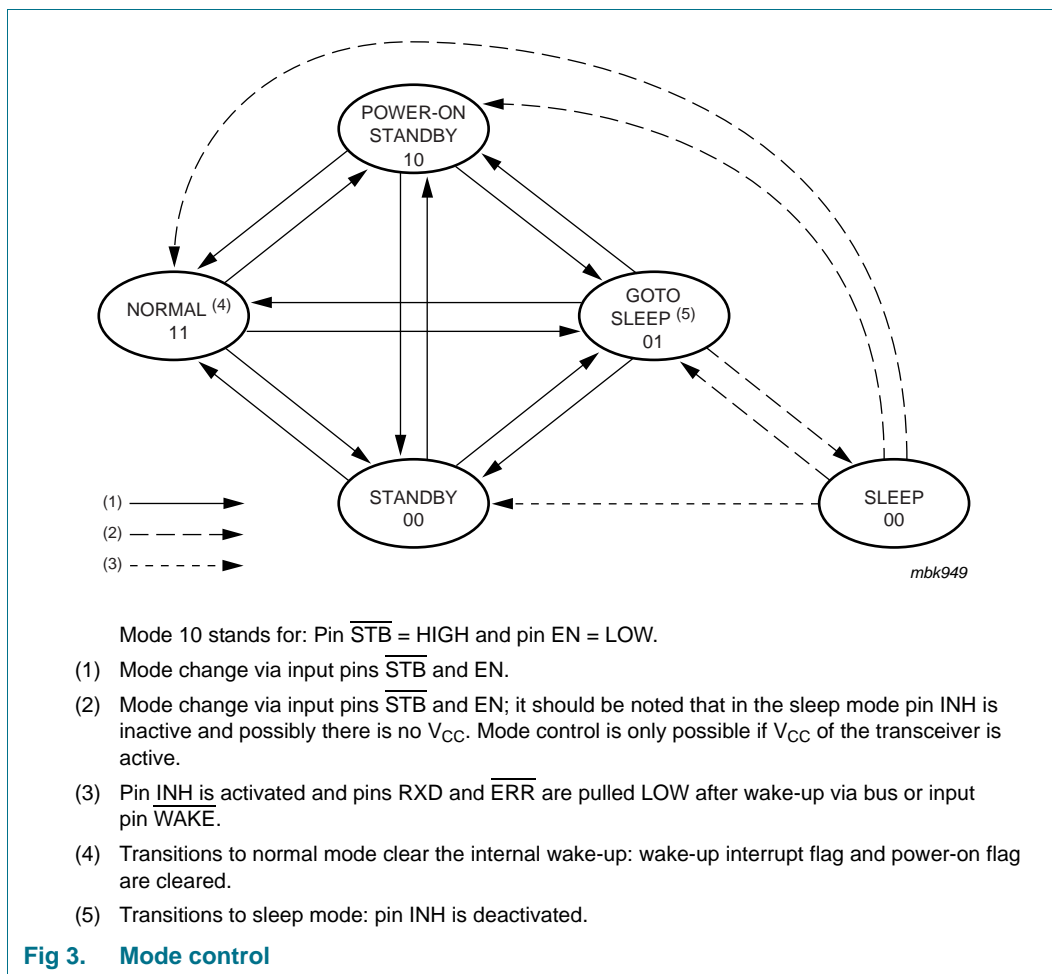 POWER-ON
STANDBY
10
NORMAL (4)
11
GOTO
SLEEP (5)
01
STANDBY
00
SLEEP
00
(1)
(2)
(3)
mbk949
Mode 10 stands for: Pin STB = HIGH and pin EN = LOW.
(1) Mode change via input pins STB and EN.
(2) Mode change via input pins STB and EN; it should be noted that in the sleep mode pin INH is
inactive and possibly there is no VCC. Mode control is only possible if VCC of the transceiver is
active.
(3) Pin INH is activated and pins RXD and ERR are pulled LOW after wake-up via bus or input
pin WAKE.
(4) Transitions to normal mode clear the internal wake-up: wake-up interrupt flag and power-on flag
are cleared.
(5) Transitions to sleep mode: pin INH is deactivated.
Fig 3. Mode control